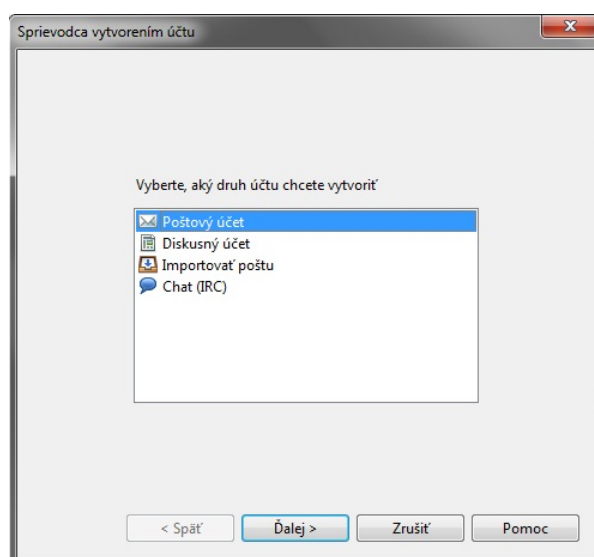 Sprievodca vytvorením účtu
Vyberte, aký druh účtu chcete vytvoriť
Poštový účet
Diskusný účet
Importovať poštu
Chat (IRC)
< Späť
Ďalej >
Zrušiť
Pomoc